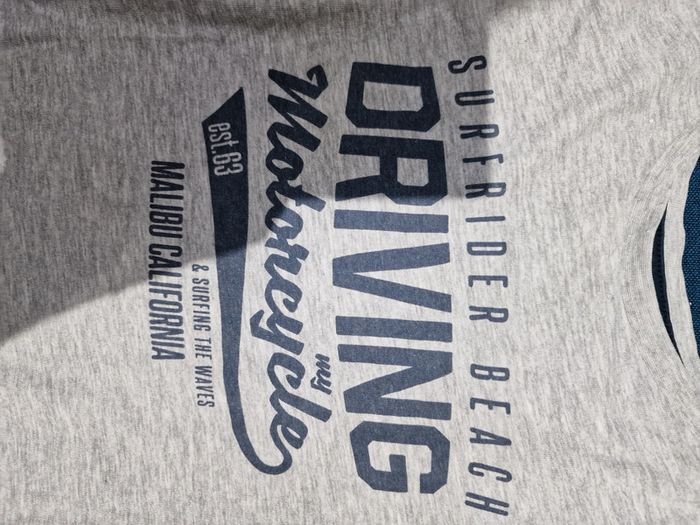 SURFRIDER BEACH
DRIVING
my
Motorcycle
est.63
& SURFING THE WAVES
MALIBU CALIFORNIA